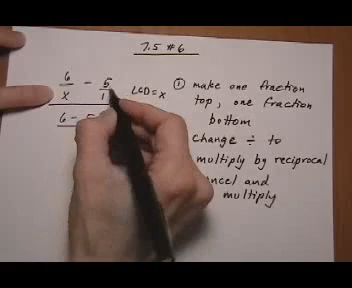 7.5 #6
6/x - 5/1 LCD = x
6 - 5
① make one fraction
top, one fraction
bottom
change ÷ to
multiply by reciprocal
and
multiply